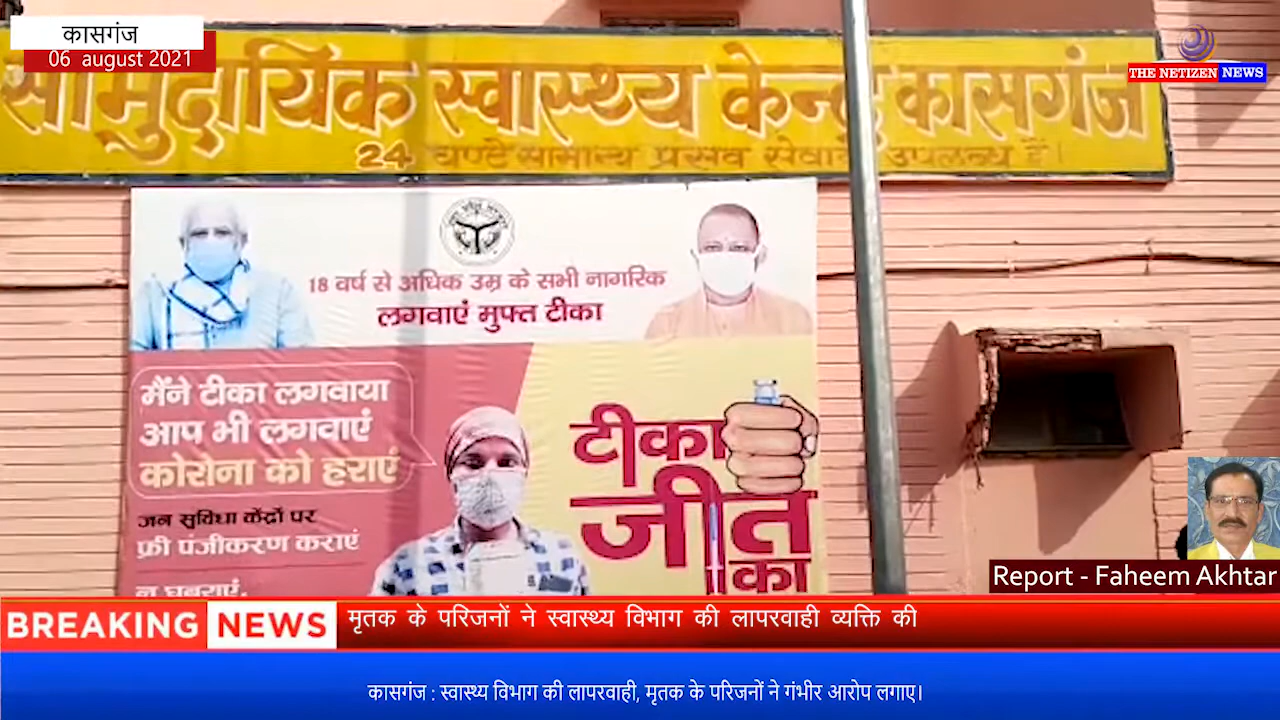 कासगंज
06 august 2021
सामुदायिक स्वास्थ्य केन्द्र कासगंज
24 घण्टे सामान्य प्रसव सेवायें उपलब्ध हैं।
THE NETIZEN NEWS
18 वर्ष से अधिक उम्र के सभी नागरिक
लगवाएं मुफ्त टीका
मैंने टीका लगवाया
आप भी लगवाएं
कोरोना को हराएं
जन सुविधा केंद्रों पर
फ्री पंजीकरण कराएं
न घबराएं,
टीका
जीत
का
Report - Faheem Akhtar
BREAKING NEWS मृतक के परिजनों ने स्वास्थ्य विभाग की लापरवाही व्यक्ति की
कासगंज : स्वास्थ्य विभाग की लापरवाही, मृतक के परिजनों ने गंभीर आरोप लगाए।